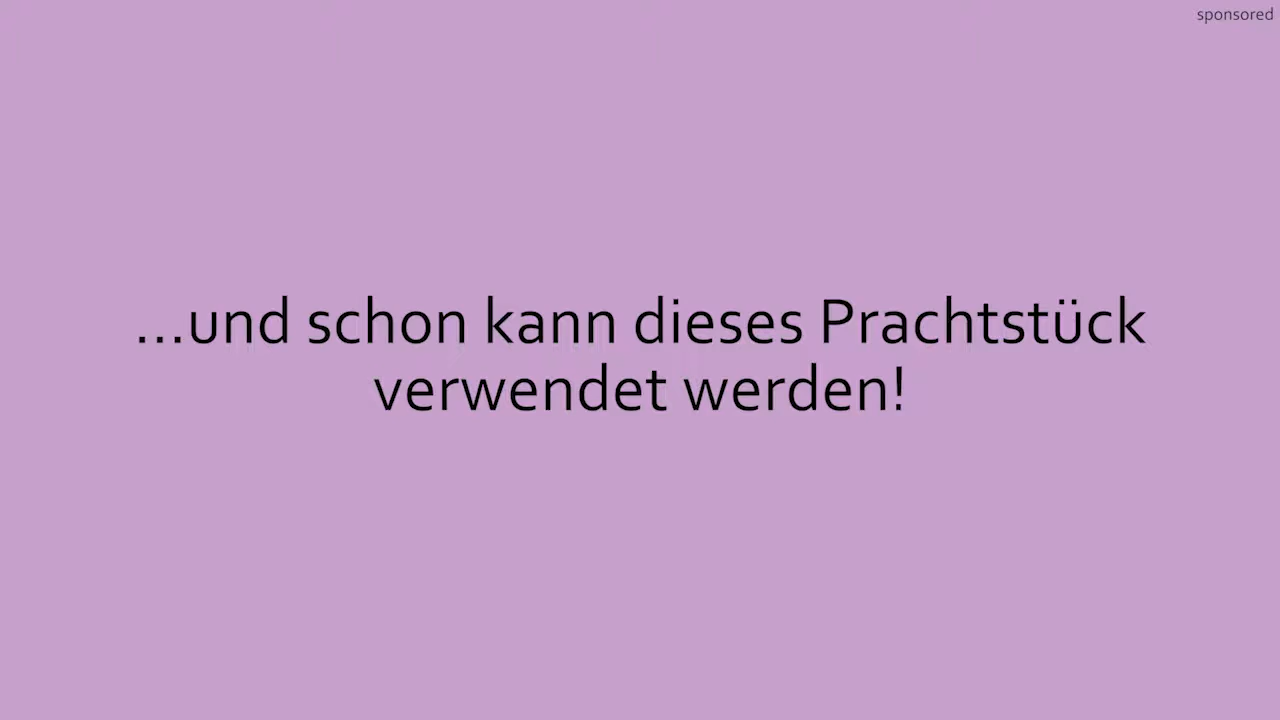 sponsored
...und schon kann dieses Prachtstück
verwendet werden!